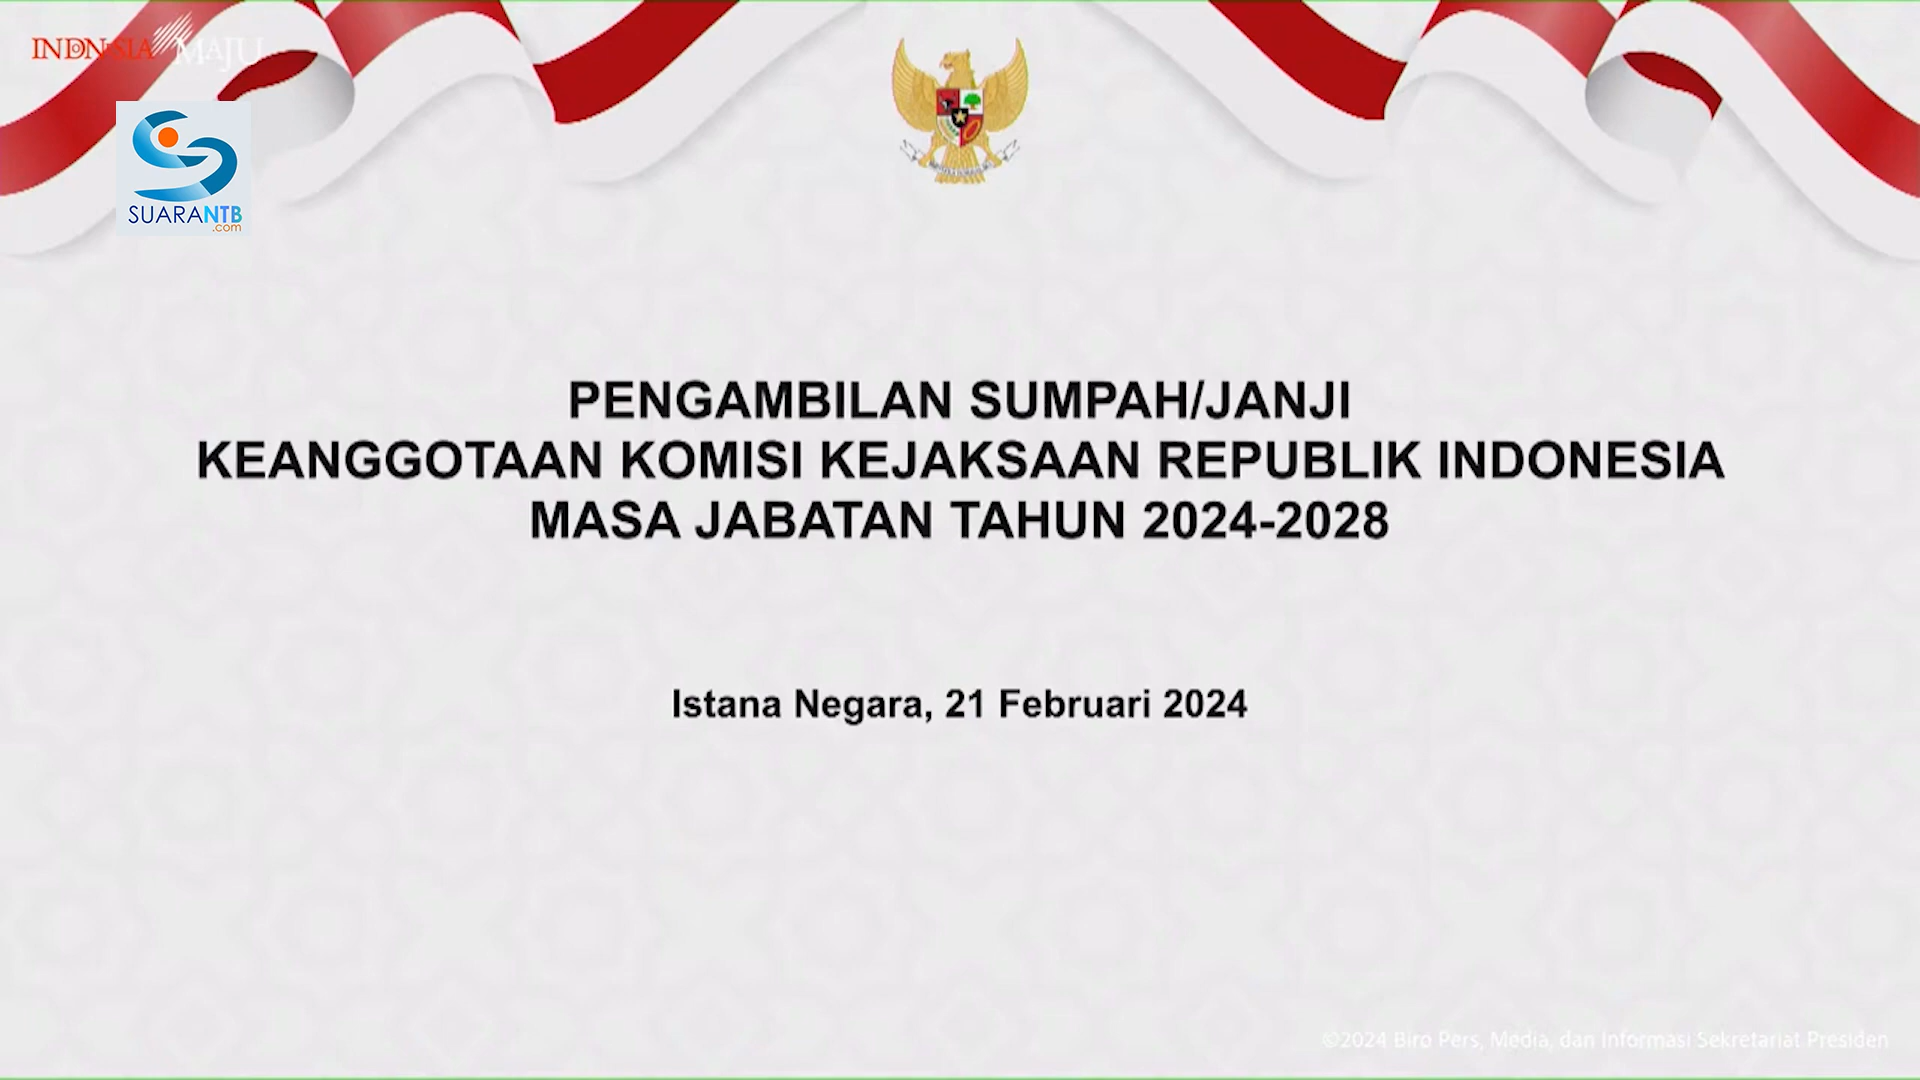 INDONESIA MAJU
SUARANTB
.com
PENGAMBILAN SUMPAH/JANJI
KEANGGOTAAN KOMISI KEJAKSAAN REPUBLIK INDONESIA
MASA JABATAN TAHUN 2024-2028
Istana Negara, 21 Februari 2024
©2024 Biro Pers, Media, dan Informasi Sekretariat Presiden